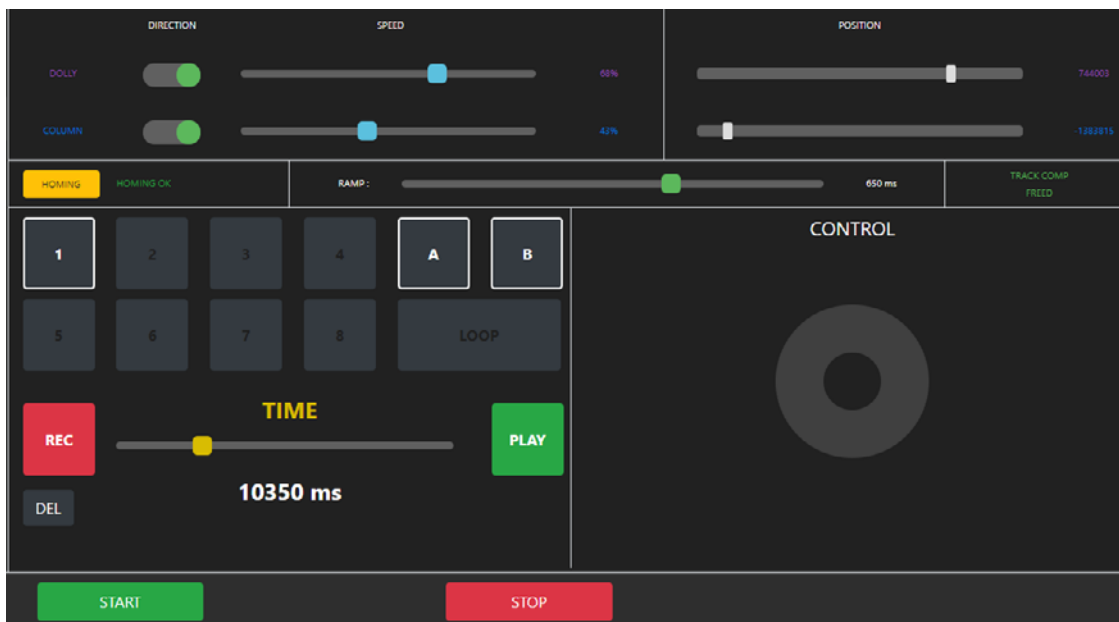 DIRECTION SPEED POSITION
DOLLY 68% 744003
COLUMN 43% -1383815
HOMING HOMING OK RAMP : 650 ms TRACK COMP
FREED
CONTROL
1 2 3 4 A B
5 6 7 8 LOOP
TIME
REC PLAY
10350 ms
DEL
START STOP